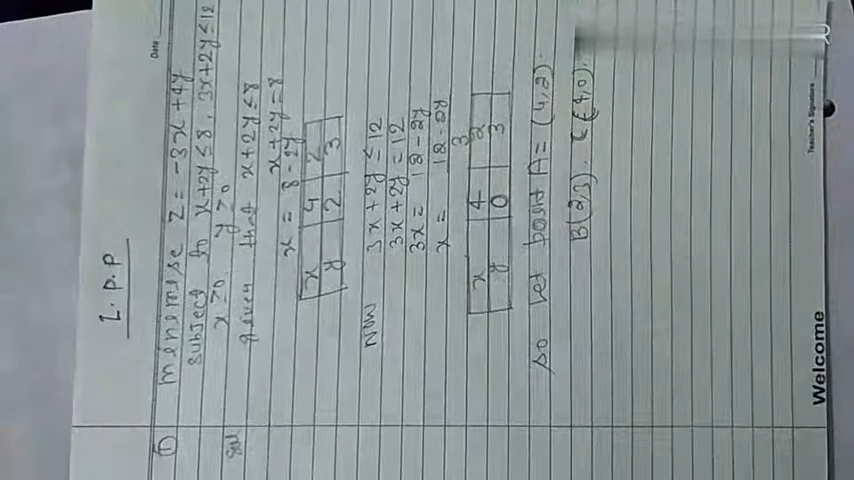 Date
L.P.P
① menemise Z = -3x + 4y
subject to x+2y ≤ 8, 3x+2y ≤ 12
x ≥ 0 y ≥ 0
Sol given that x+2y ≤ 8
x+2y = 8
x = 8 - 2y
x 4 2
y 2 3
Now 3x + 2y ≤ 12
3x + 2y = 12
3x = 12 - 2y
x = 12 - 2y
3
x 4 2
y 0 3
so let point A = (4,2).
B(2,3). (4,0).
Teacher's Signature
Welcome